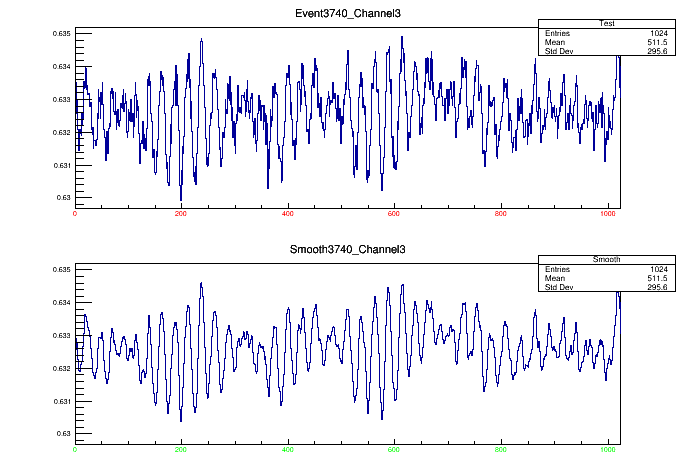 Event3740_Channel3
Test
Entries 1024
Mean 511.5
Std Dev 295.6
0.635
0.634
0.633
0.632
0.631
0.63
0 200 400 600 800 1000
Smooth3740_Channel3
Smooth
Entries 1024
Mean 511.5
Std Dev 295.6
0.635
0.634
0.633
0.632
0.631
0.63
0 200 400 600 800 1000